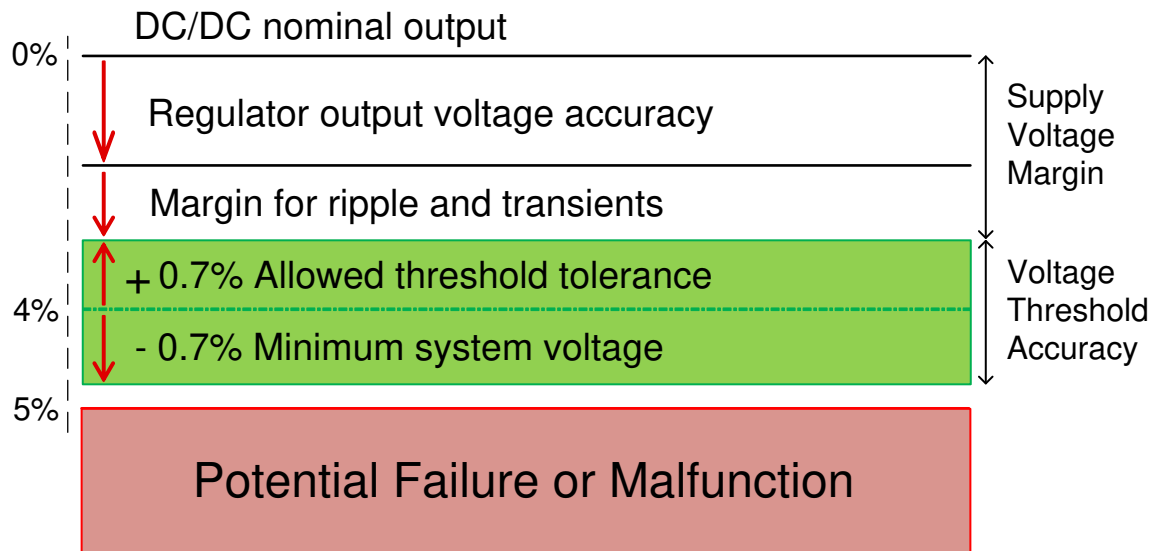 DC/DC nominal output
0%
Regulator output voltage accuracy
Supply
Voltage
Margin
Margin for ripple and transients
+ 0.7% Allowed threshold tolerance
4%
- 0.7% Minimum system voltage
Voltage
Threshold
Accuracy
5%
Potential Failure or Malfunction